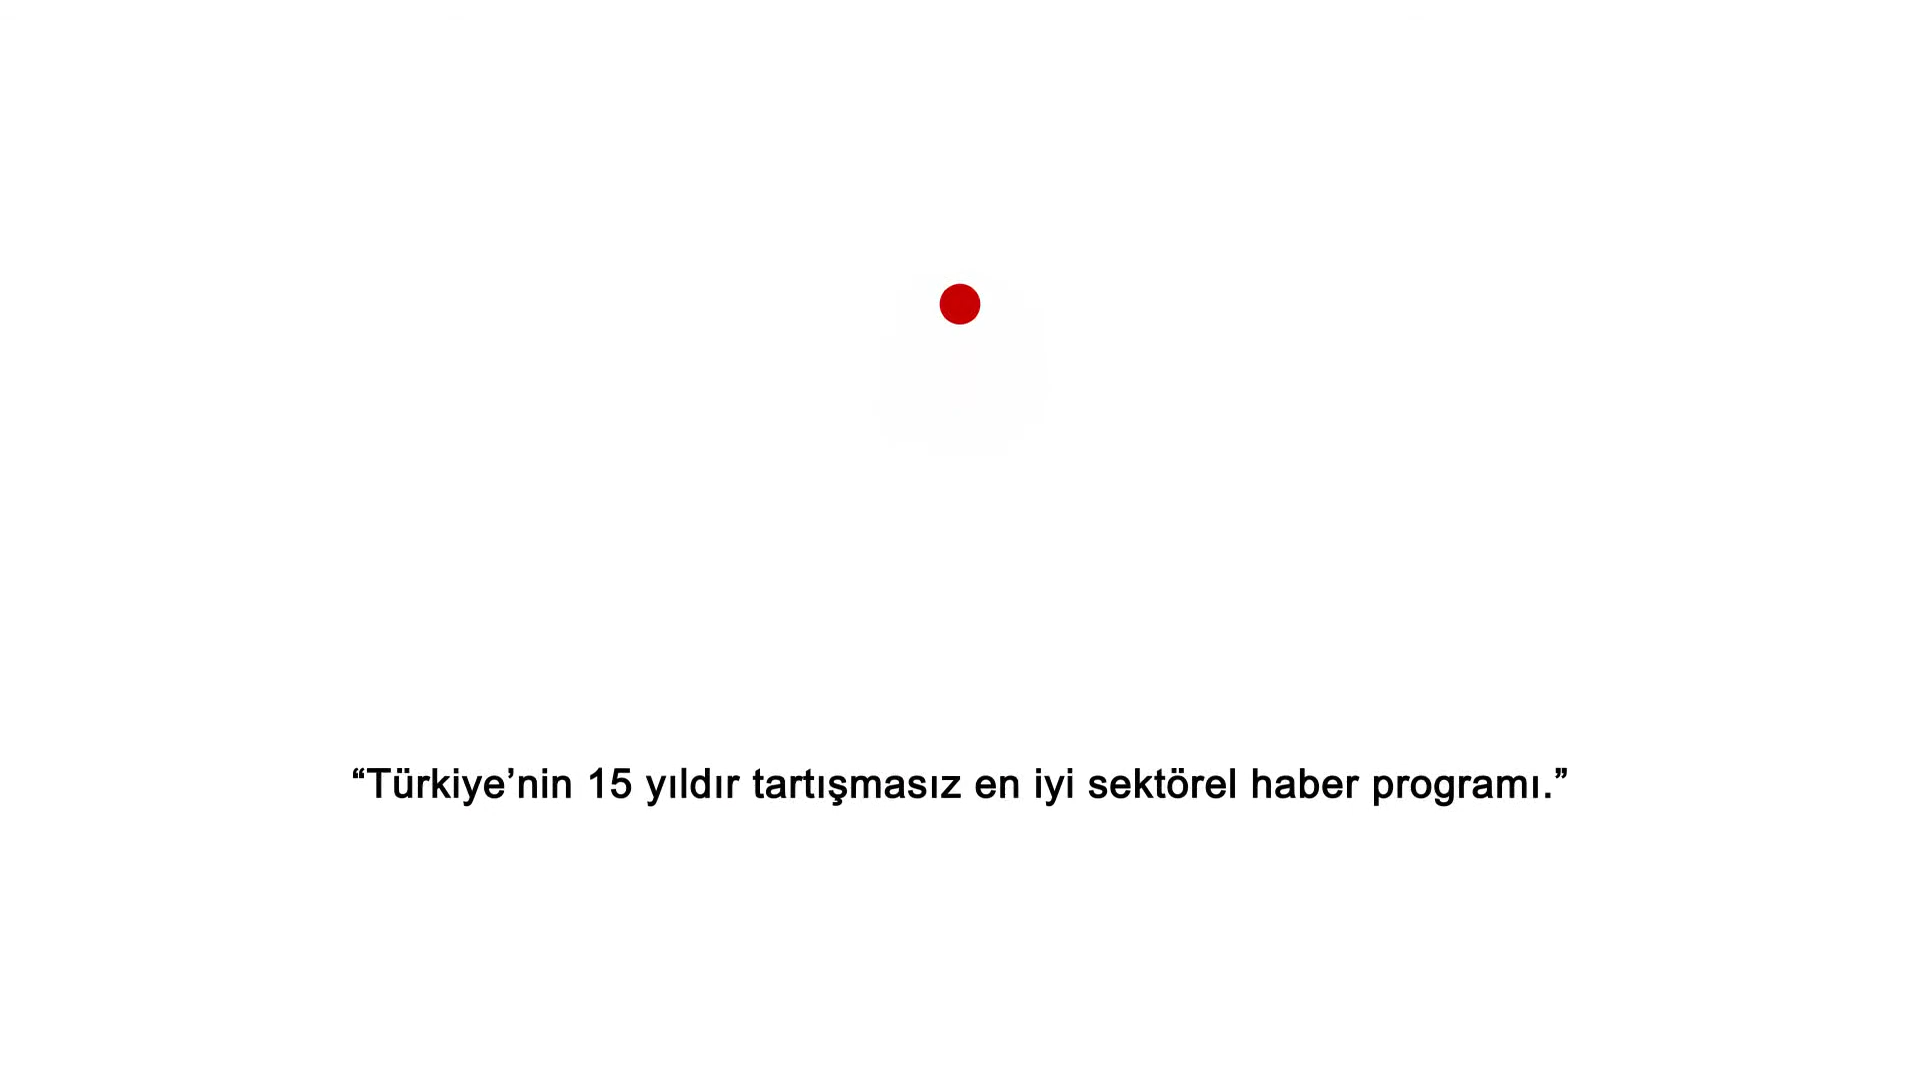 “Türkiye’nin 15 yıldır tartışmasız en iyi sektörel haber programı.”